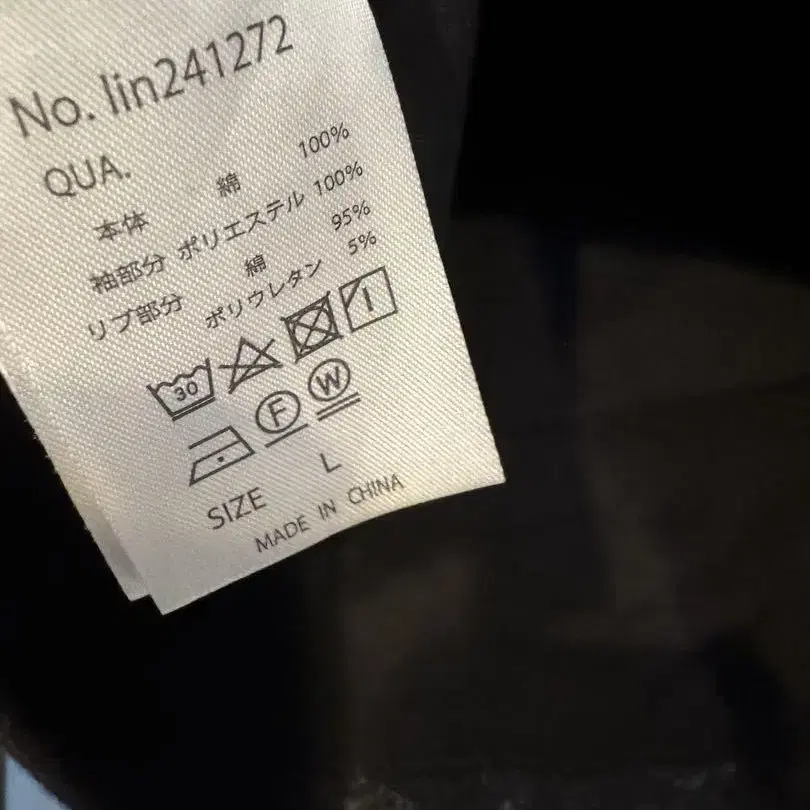 No. lin241272
QUA.
本体 綿 100%
袖部分 ポリエステル 100%
リブ部分 綿 95%
ポリウレタン 5%
30
F W
SIZE L
MADE IN CHINA